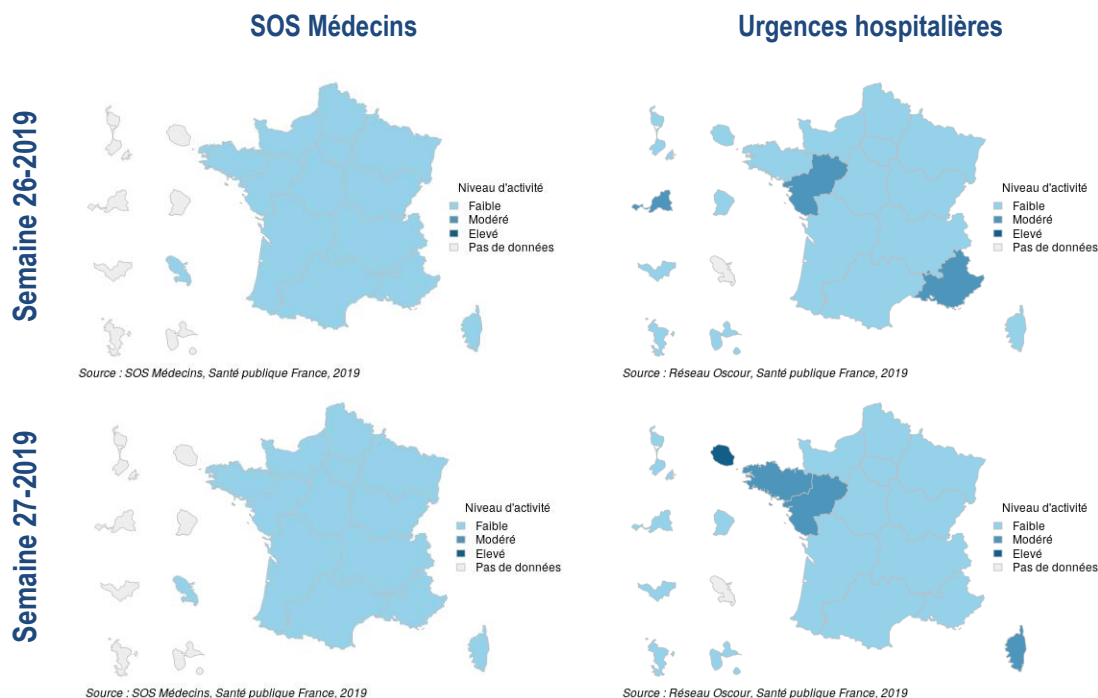 SOS Médecins
Urgences hospitalières
Semaine 26-2019
Niveau d'activité
Faible
Modéré
Elevé
Pas de données
Source : SOS Médecins, Santé publique France, 2019
Niveau d'activité
Faible
Modéré
Elevé
Pas de données
Source : Réseau Oscour, Santé publique France, 2019
Semaine 27-2019
Niveau d'activité
Faible
Modéré
Elevé
Pas de données
Source : SOS Médecins, Santé publique France, 2019
Niveau d'activité
Faible
Modéré
Elevé
Pas de données
Source : Réseau Oscour, Santé publique France, 2019